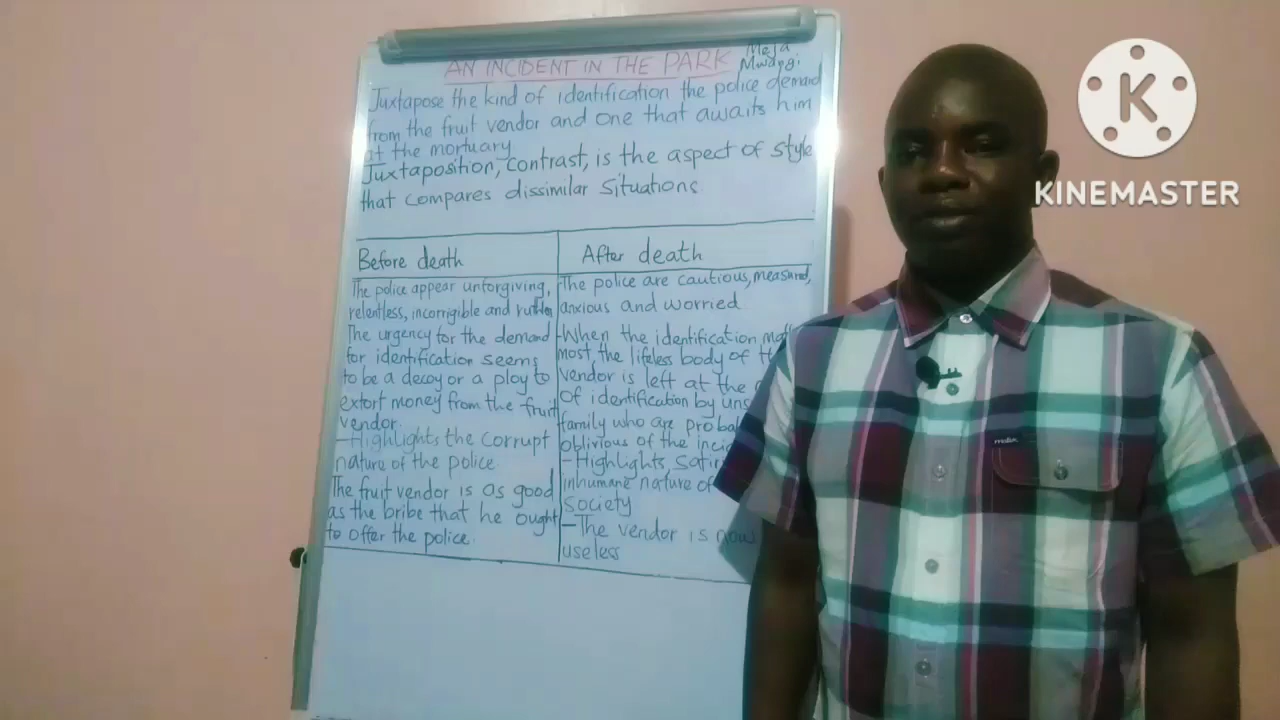 AN INCIDENT IN THE PARK
Meja
Mwangi
Juxtapose the kind of identification the police demand
from the fruit vendor and one that awaits him
at the mortuary
Juxtaposition, contrast, is the aspect of style
that compares dissimilar situations
Before death
The police appear unforgiving,
relentless, incorrigible and
The urgency for the demand
for identification seems
to be a decoy or a ploy to
extort money from the fruit
vendor.
-Highlights the corrupt
nature of the police.
The fruit vendor is as good
as the bribe that he ought
to offer the police.
After death
The police are cautious, measured,
anxious and worried.
-When the identification
most, the lifeless body of
vendor is left at the
of identification by
family who are
oblivious of the
-Highlights,
inhumane nature of
society
-The vendor is now
useless
K
KINEMASTER